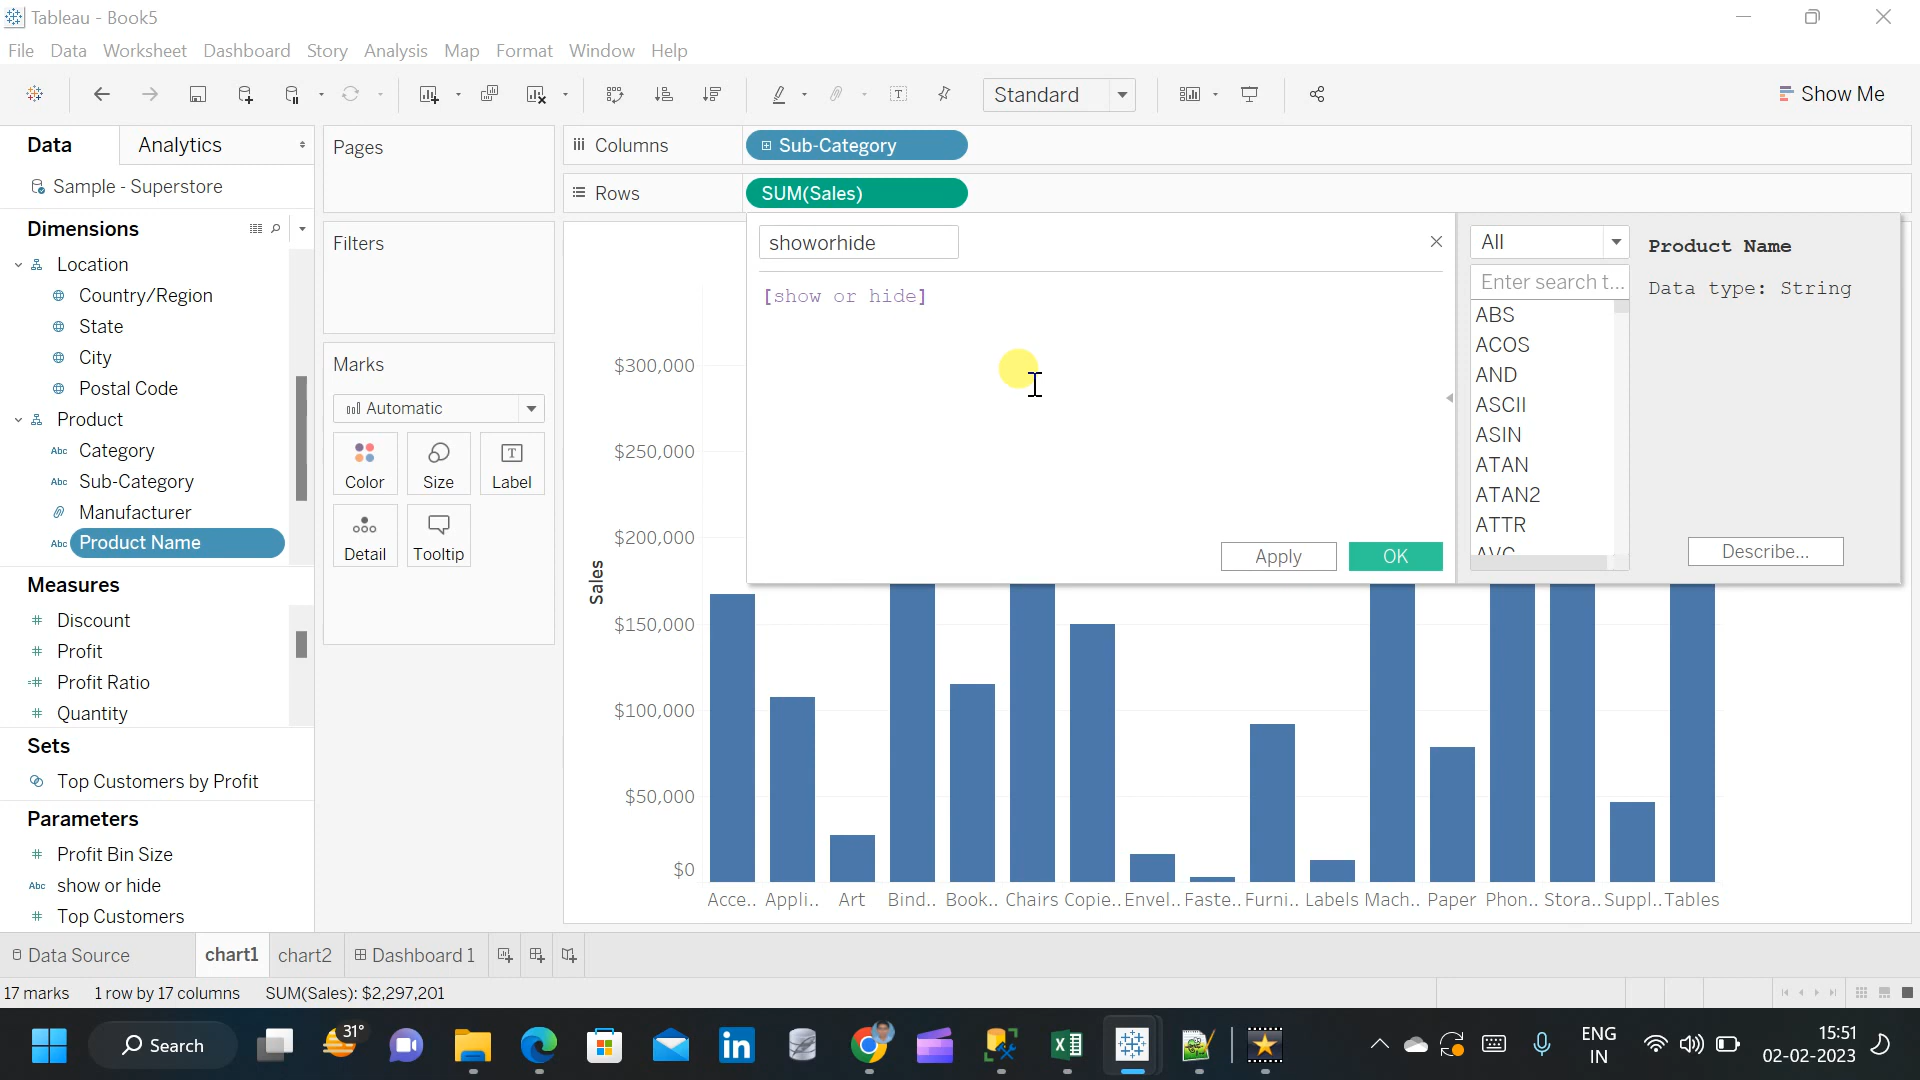 Tableau - Book5
File Data Worksheet Dashboard Story Analysis Map Format Window Help
Standard
Show Me
Data
Analytics
Sample - Superstore
Dimensions
Location
Country/Region
State
City
Postal Code
Product
Abc Category
Abc Sub-Category
Manufacturer
Abc Product Name
Measures
# Discount
# Profit
=# Profit Ratio
# Quantity
Sets
Top Customers by Profit
Parameters
# Profit Bin Size
Abc show or hide
# Top Customers
Pages
Filters
Marks
Automatic
Color
Size
Label
Detail
Tooltip
Columns
Sub-Category
Rows
SUM(Sales)
showorhide
[show or hide]
Apply
OK
All
Enter search t...
ABS
ACOS
AND
ASCII
ASIN
ATAN
ATAN2
ATTR
AVG
Product Name
Data type: String
Describe...
Sales
$300,000
$250,000
$200,000
$150,000
$100,000
$50,000
$0
Acce.. Appli.. Art Bind.. Book.. Chairs Copie.. Envel.. Faste.. Furni.. Labels Mach.. Paper Phon.. Stora.. Suppl.. Tables
Data Source
chart1
chart2
Dashboard 1
17 marks 1 row by 17 columns SUM(Sales): $2,297,201
Search
31°
ENG
IN
15:51
02-02-2023